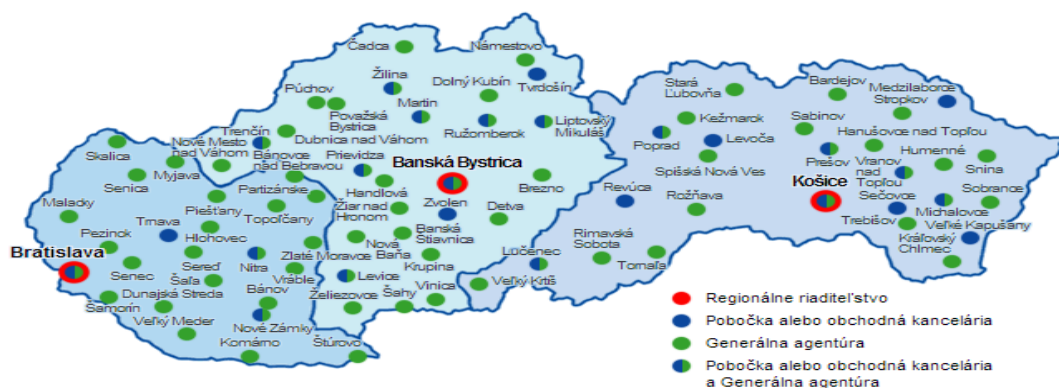 Čadca
Námestovo
Žilina
Dolný Kubín
Tvrdošín
Stará
Ľubovňa
Bardejov
Medzilaborce
Stropkov
Púchov
Považská
Bystrica
Martin
Ružomberok
Liptovský
Mikuláš
Kežmarok
Poprad
Levoča
Sabinov
Hanušovce nad Topľou
Trenčín
Dubnica nad Váhom
Nové Mesto
nad Váhom
Bánovce
nad Bebravou
Prievidza
Banská Bystrica
Spišská Nová Ves
Prešov
Vranov
nad
Topľou
Humenné
Snina
Skalica
Senica
Myjava
Partizánske
Handlová
Zvolen
Brezno
Revúca
Rožňava
Košice
Sečovce
Sobrance
Michalovce
Malacky
Trnava
Piešťany
Topoľčany
Žiar nad
Hronom
Detva
Trebišov
Veľké Kapušany
Pezinok
Hlohovec
Banská
Štiavnica
Nová
Baňa
Lučenec
Rimavská
Sobota
Kráľovský
Chlmec
Bratislava
Senec
Sereď
Nitra
Zlaté Moravce
Krupina
Levice
Tornaľa
Šaľa
Vráble
Veľký Krtíš
Šamorín
Dunajská Streda
Bánov
Želiezovce
Šahy
Vinica
Veľký Meder
Nové Zámky
Komárno
Štúrovo
Regionálne riaditeľstvo
Pobočka alebo obchodná kancelária
Generálna agentúra
Pobočka alebo obchodná kancelária
a Generálna agentúra